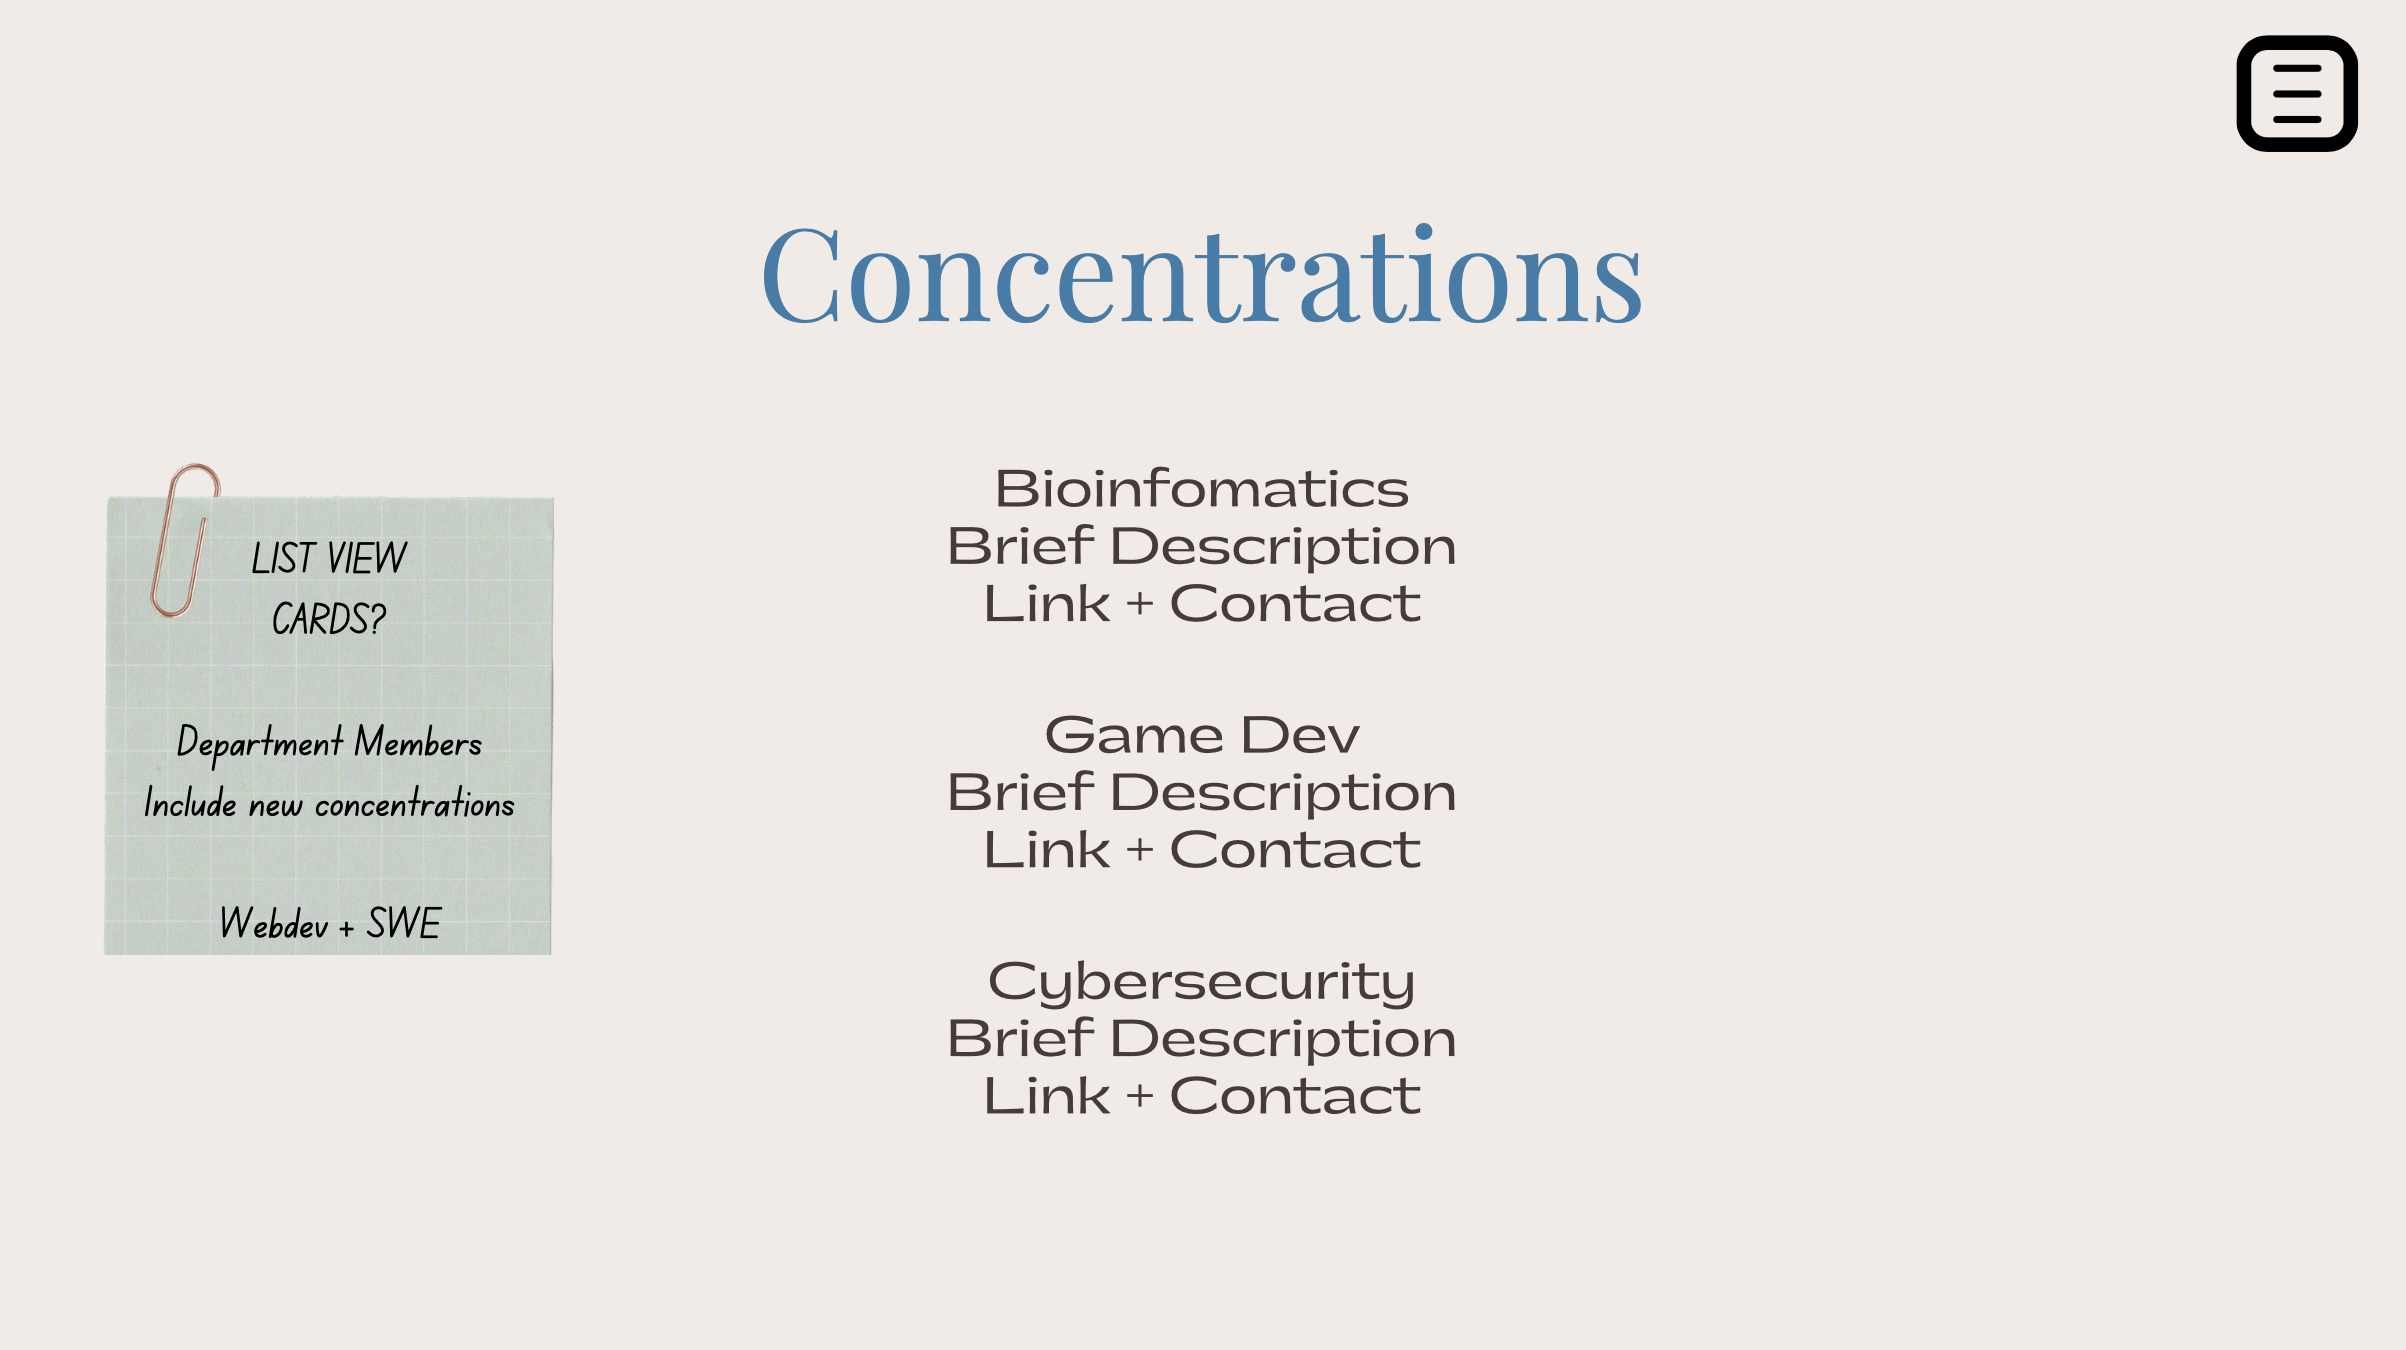 Concentrations
LIST VIEW
CARDS?
Department Members
Include new concentrations
Webdev + SWE
Bioinfomatics
Brief Description
Link + Contact
Game Dev
Brief Description
Link + Contact
Cybersecurity
Brief Description
Link + Contact